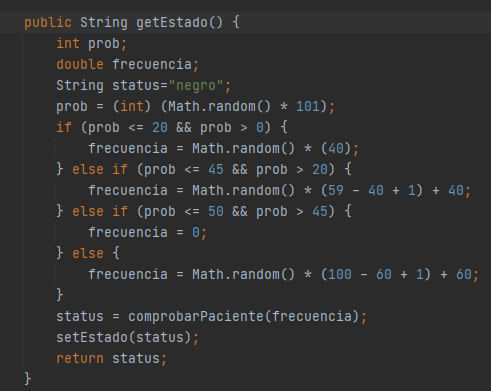 public String getEstado() {
    int prob;
    double frecuencia;
    String status="negro";
    prob = (int) (Math.random() * 101);
    if (prob <= 20 && prob > 0) {
        frecuencia = Math.random() * (40);
    } else if (prob <= 45 && prob > 20) {
        frecuencia = Math.random() * (59 - 40 + 1) + 40;
    } else if (prob <= 50 && prob > 45) {
        frecuencia = 0;
    } else {
        frecuencia = Math.random() * (100 - 60 + 1) + 60;
    }
    status = comprobarPaciente(frecuencia);
    setEstado(status);
    return status;
}